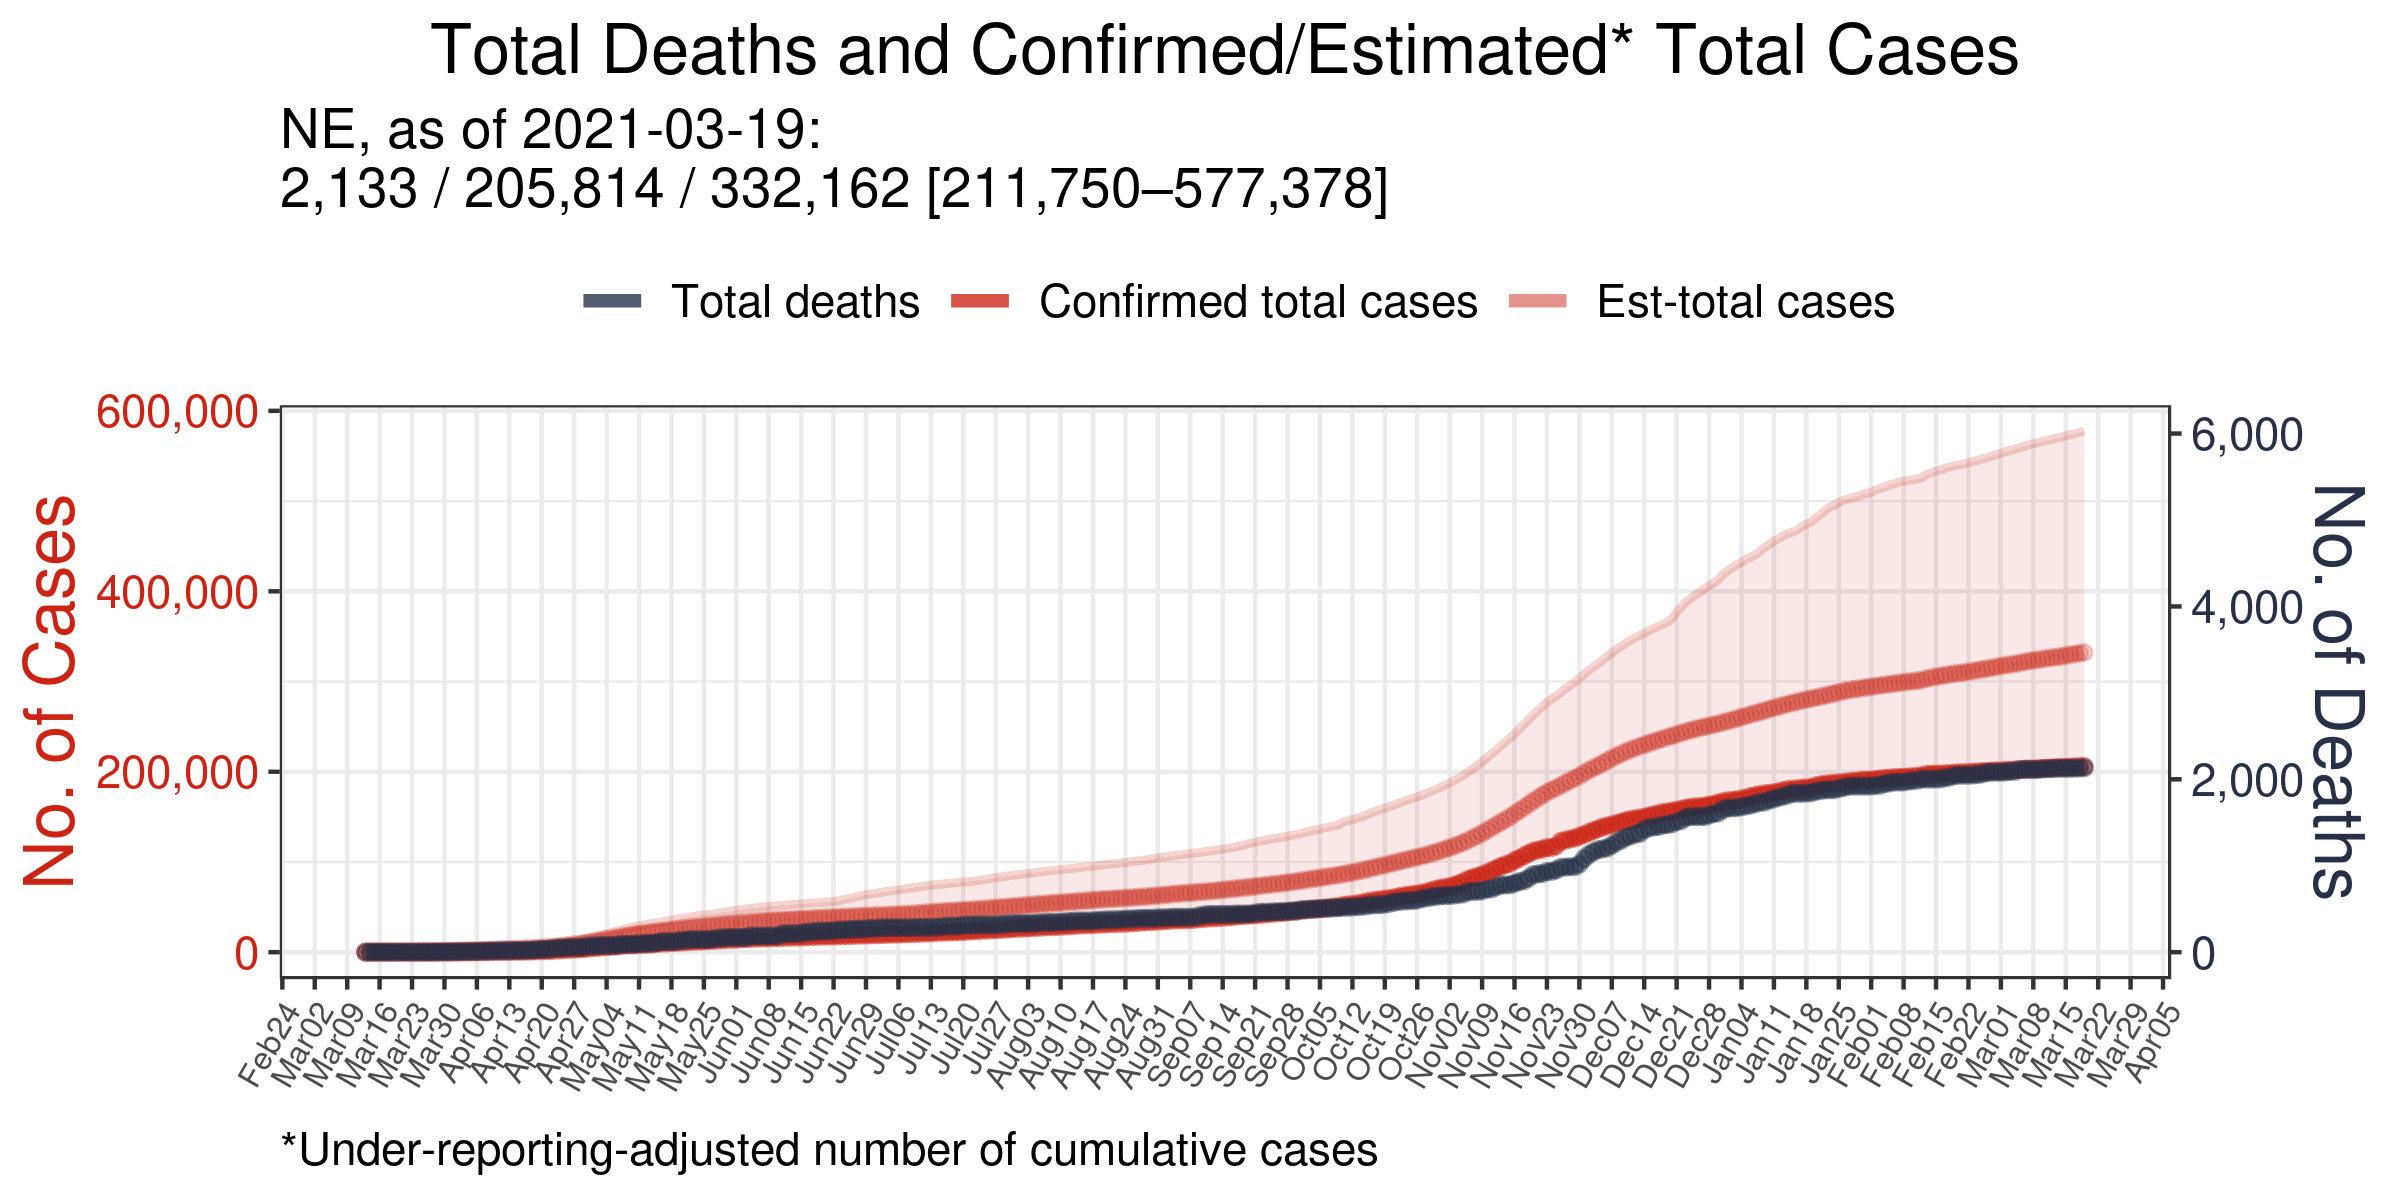 Total Deaths and Confirmed/Estimated* Total Cases
NE, as of 2021-03-19:
2,133 / 205,814 / 332,162 [211,750–577,378]
Total deaths
Confirmed total cases
Est-total cases
No. of Cases
600,000
400,000
200,000
0
6,000
4,000
2,000
0
No. of Deaths
Feb24
Mar02
Mar09
Mar16
Mar23
Mar30
Apr06
Apr13
Apr20
Apr27
May04
May11
May18
May25
Jun01
Jun08
Jun15
Jun22
Jun29
Jul06
Jul13
Jul20
Jul27
Aug03
Aug10
Aug17
Aug24
Aug31
Sep07
Sep14
Sep21
Sep28
Oct05
Oct12
Oct19
Oct26
Nov02
Nov09
Nov16
Nov23
Nov30
Dec07
Dec14
Dec21
Dec28
Jan04
Jan11
Jan18
Jan25
Feb01
Feb08
Feb15
Feb22
Mar01
Mar08
Mar15
Mar22
Mar29
Apr05
*Under-reporting-adjusted number of cumulative cases